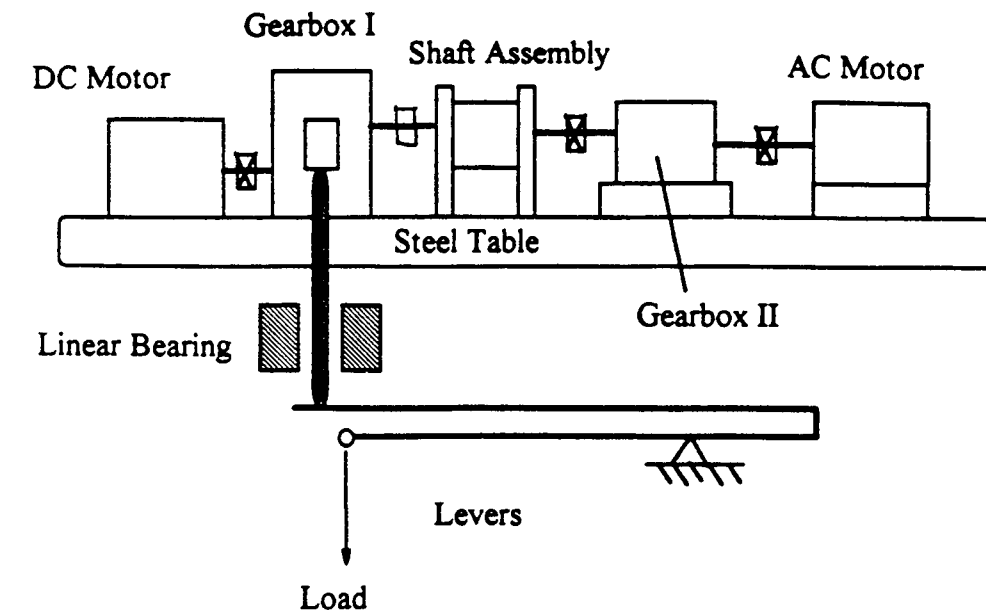 Gearbox I
Shaft Assembly
DC Motor
AC Motor
Steel Table
Gearbox II
Linear Bearing
Levers
Load